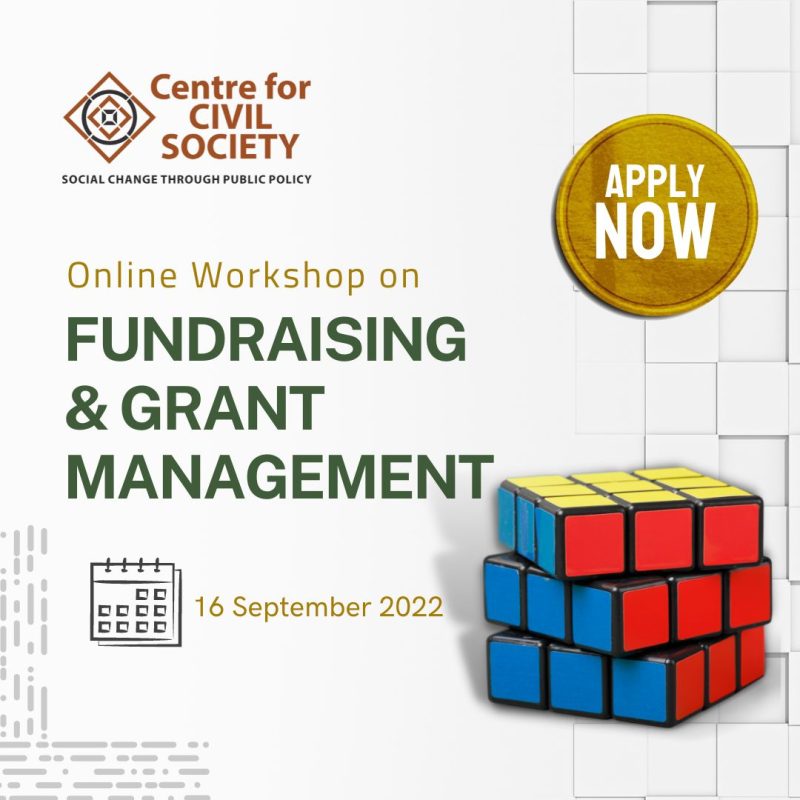 Centre for
CIVIL
SOCIETY
SOCIAL CHANGE THROUGH PUBLIC POLICY
APPLY
NOW
Online Workshop on
FUNDRAISING
& GRANT
MANAGEMENT
16 September 2022